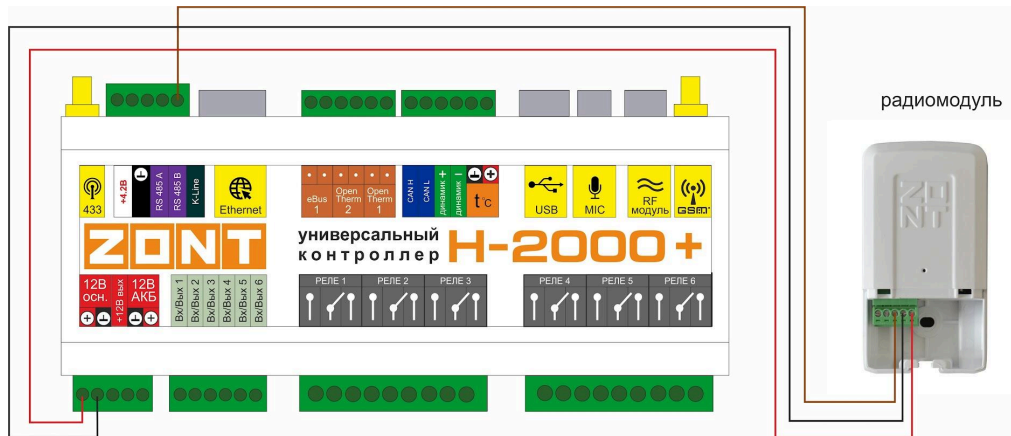 радиомодуль
433
+4.2В
RS 485 A
RS 485 B
K-Line
Ethernet
eBus
1
Open
Therm
2
Open
Therm
1
CAN H
CAN L
динамик +
динамик –
t°C
USB
MIC
RF
модуль
GSM
ZONT
универсальный
контроллер
H-2000+
12В
осн.
+12В вых
12В
АКБ
Вх/Вых 1
Вх/Вых 2
Вх/Вых 3
Вх/Вых 4
Вх/Вых 5
Вх/Вых 6
РЕЛЕ 1
РЕЛЕ 2
РЕЛЕ 3
РЕЛЕ 4
РЕЛЕ 5
РЕЛЕ 6
ZO
NT